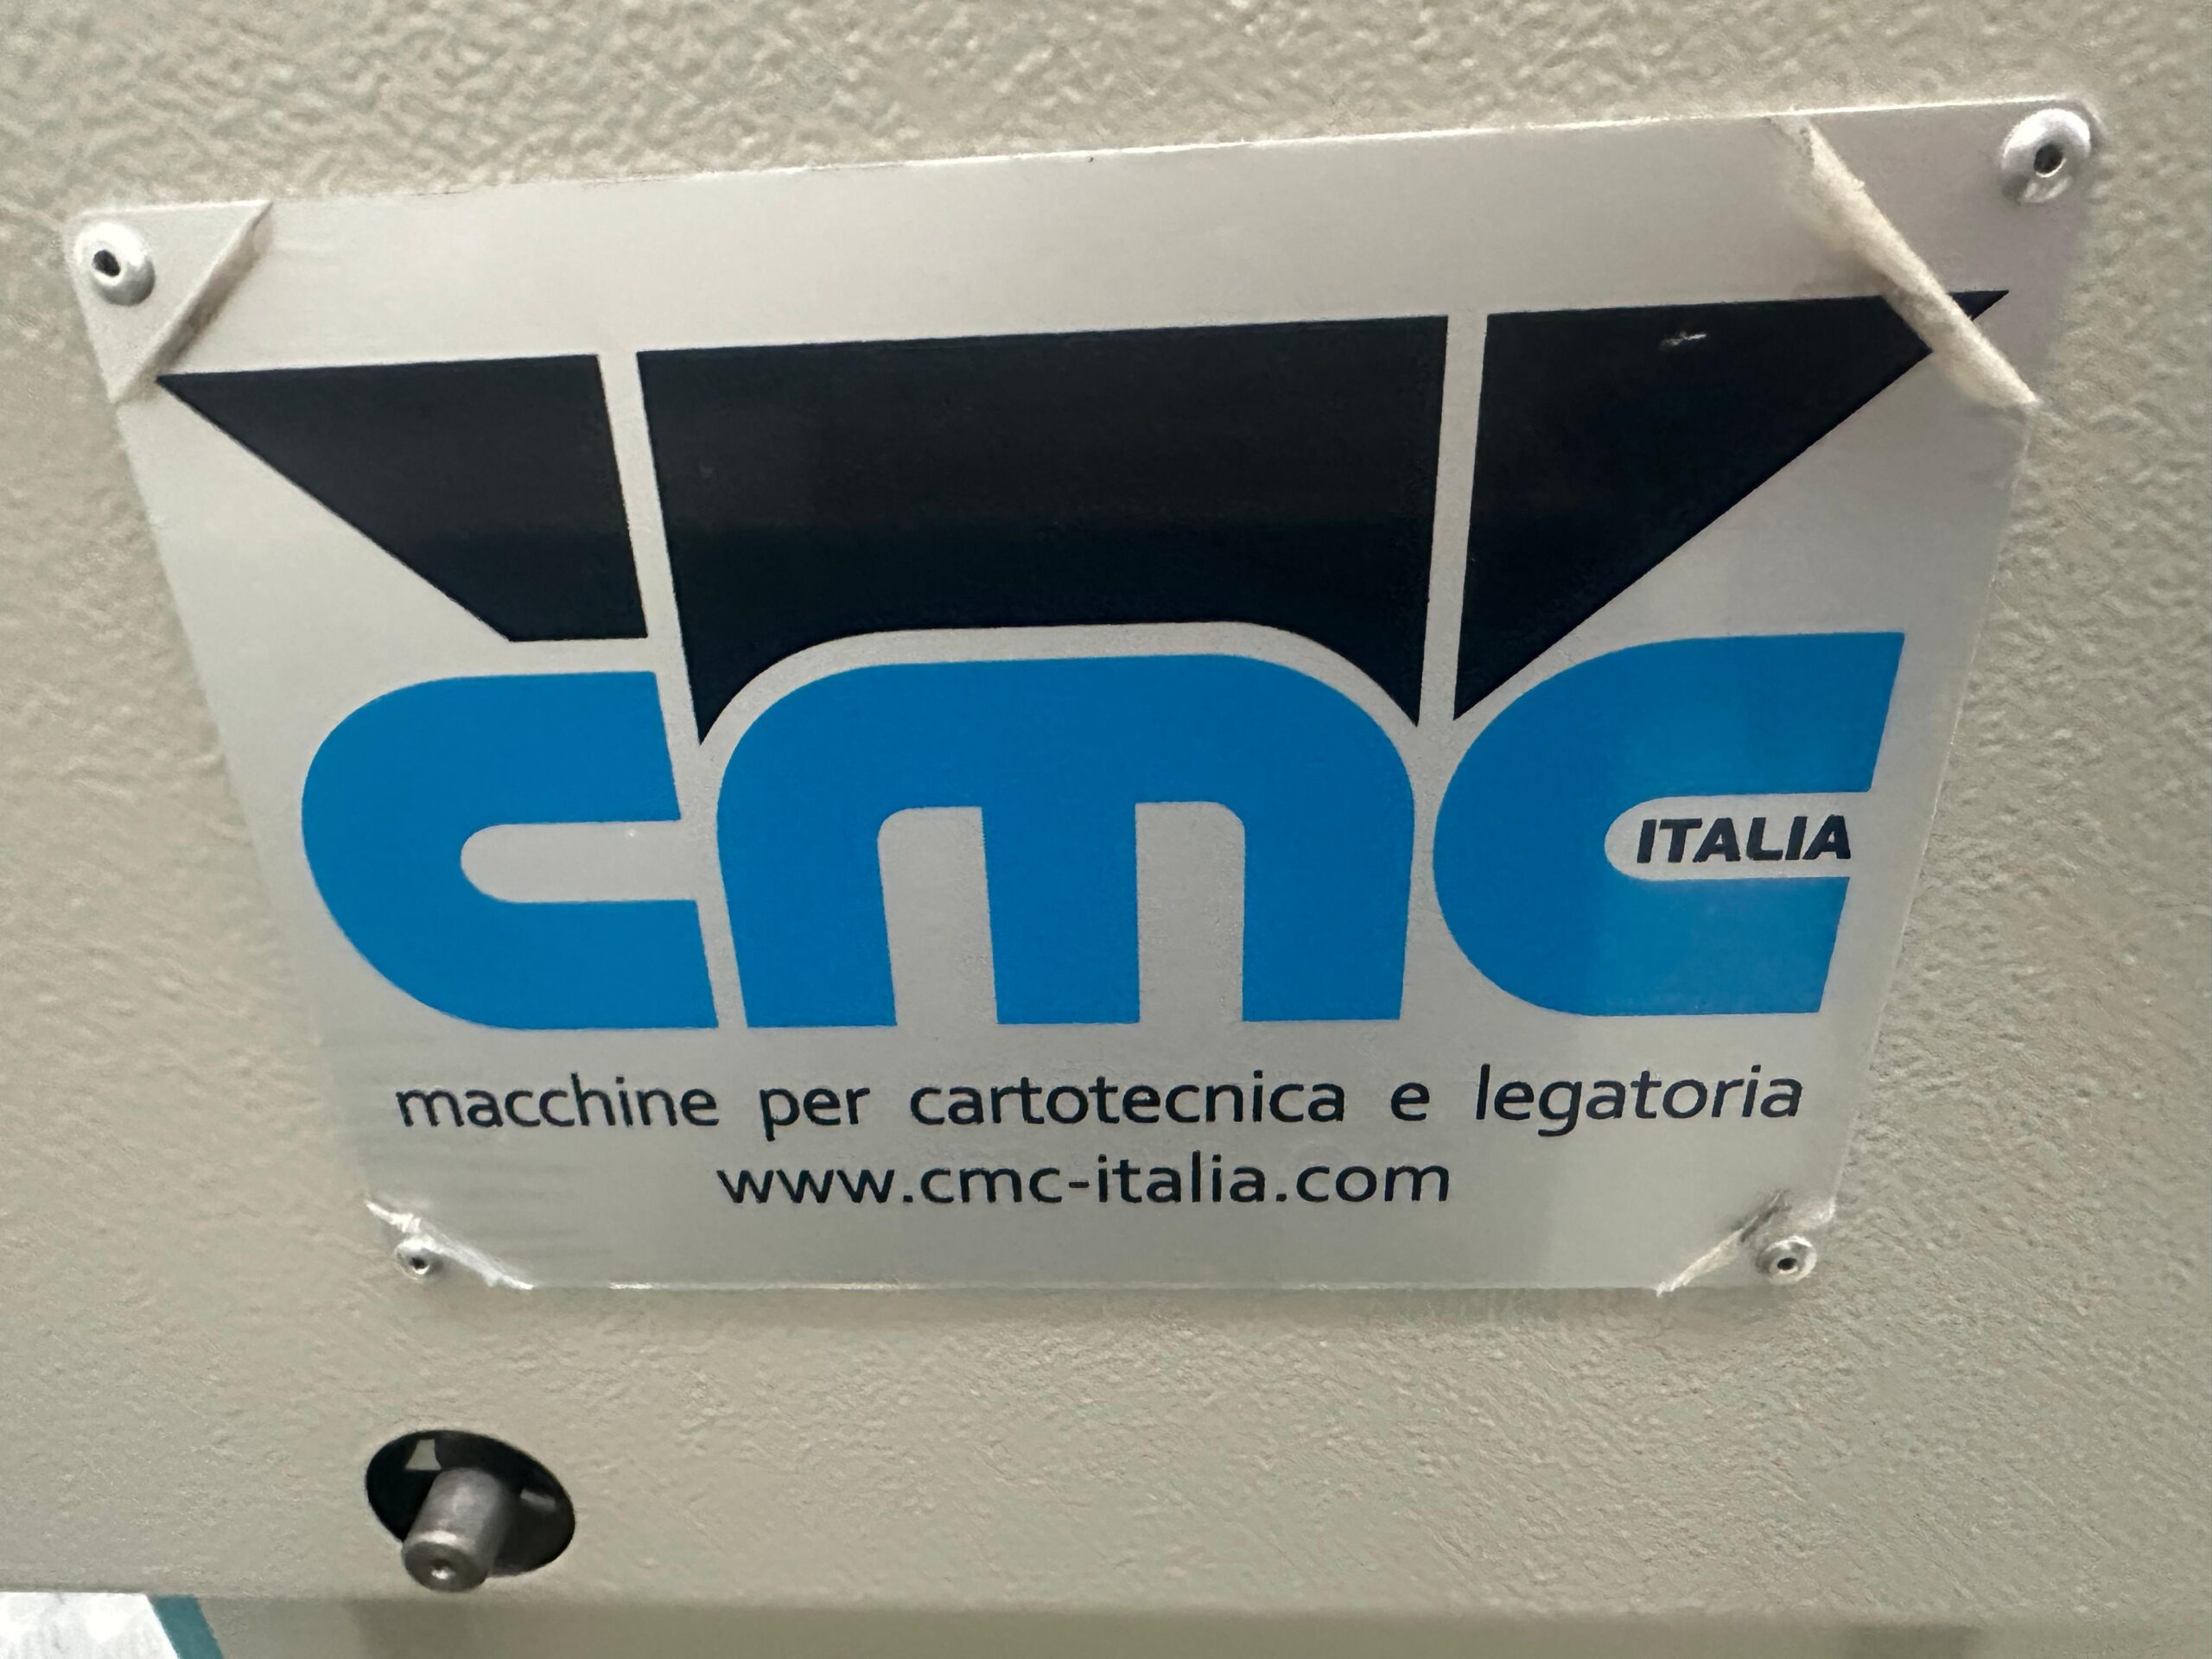 cmc
ITALIA
macchine per cartotecnica e legatoria
www.cmc-italia.com